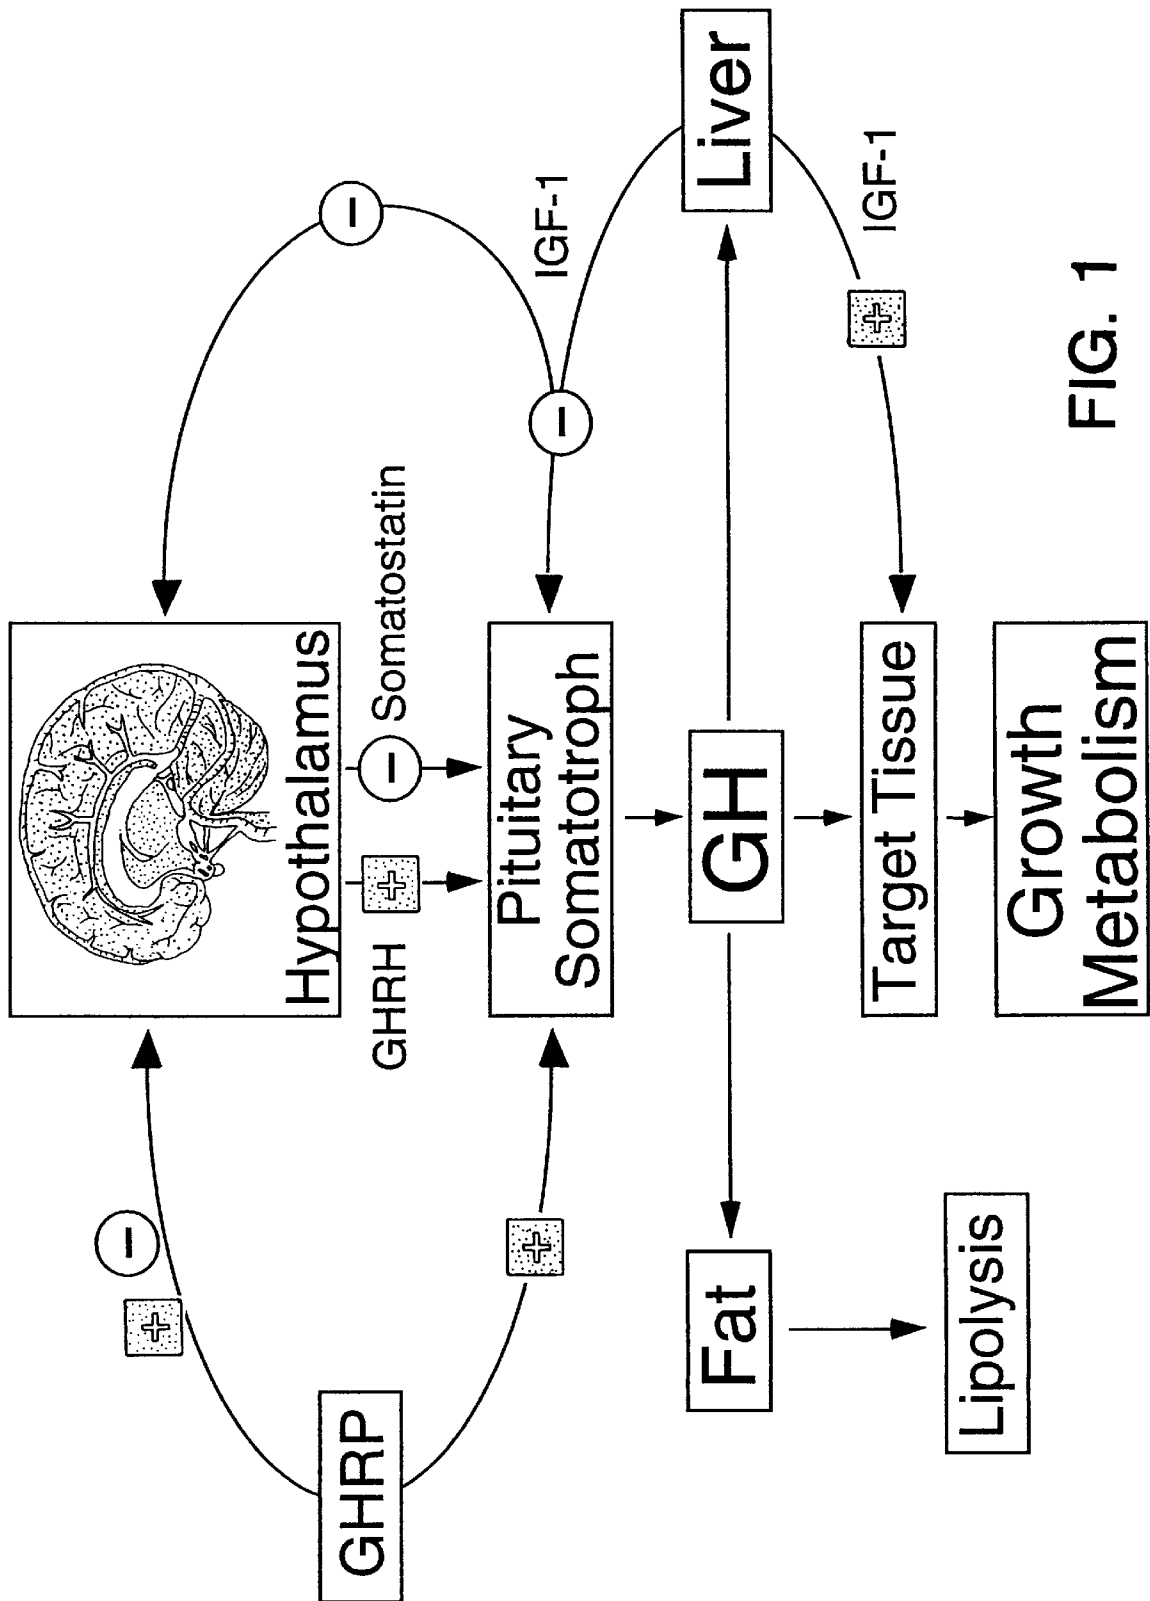 Hypothalamus
GHRH
+
−
Somatostatin
−
+
−
GHRP
+
Pituitary
Somatotroph
−
IGF-1
Fat
GH
Liver
Lipolysis
Target Tissue
+
IGF-1
Growth
Metabolism
FIG. 1